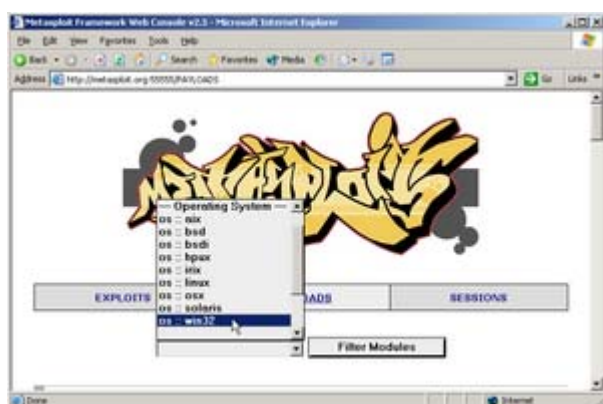 Metasploit Framework Web Console v2.3 - Microsoft Internet Explorer
File Edit View Favorites Tools Help
Back Search Favorites Media
Address http://metasploit.org:55555/PAYLOADS Go Links »
METASPLOIT
EXPLOITS ADS SESSIONS
--- Operating System ---
os :: aix
os :: bsd
os :: bsdi
os :: hpux
os :: irix
os :: linux
os :: osx
os :: solaris
os :: win32
Filter Modules
Done Internet